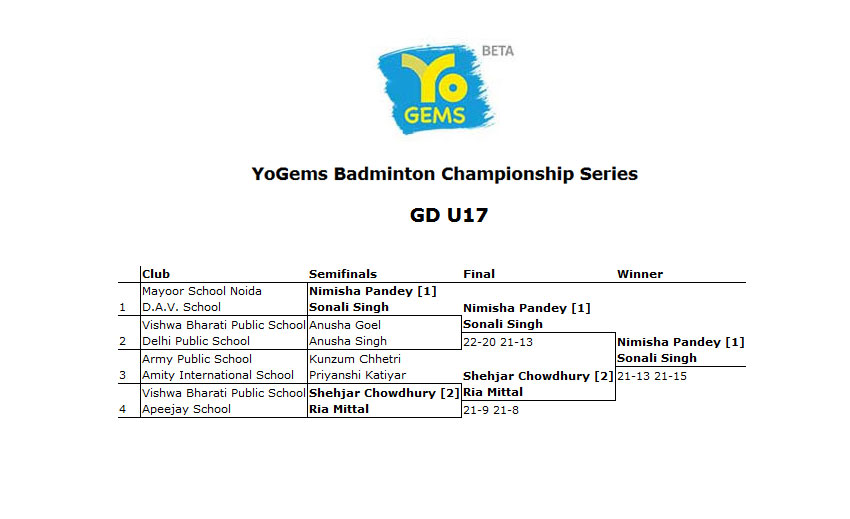 BETA
Yo
GEMS
YoGems Badminton Championship Series
GD U17
Club Semifinals Final Winner
Mayoor School Noida Nimisha Pandey [1]
1 D.A.V. School Sonali Singh Nimisha Pandey [1]
Vishwa Bharati Public School Anusha Goel Sonali Singh
2 Delhi Public School Anusha Singh 22-20 21-13 Nimisha Pandey [1]
Army Public School Kunzum Chhetri Sonali Singh
3 Amity International School Priyanshi Katiyar Shehjar Chowdhury [2] 21-13 21-15
Vishwa Bharati Public School Shehjar Chowdhury [2] Ria Mittal
4 Apeejay School Ria Mittal 21-9 21-8